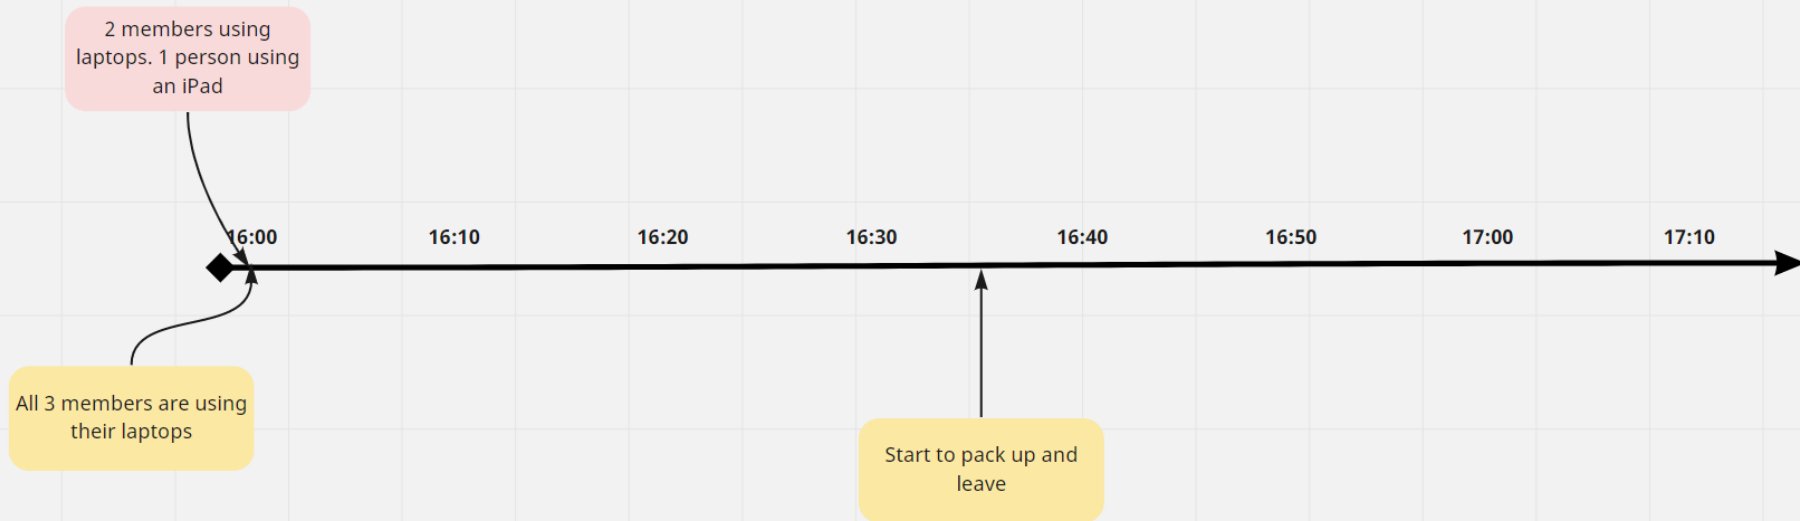 2 members using
laptops. 1 person using
an iPad
16:00
16:10
16:20
16:30
16:40
16:50
17:00
17:10
All 3 members are using
their laptops
Start to pack up and
leave